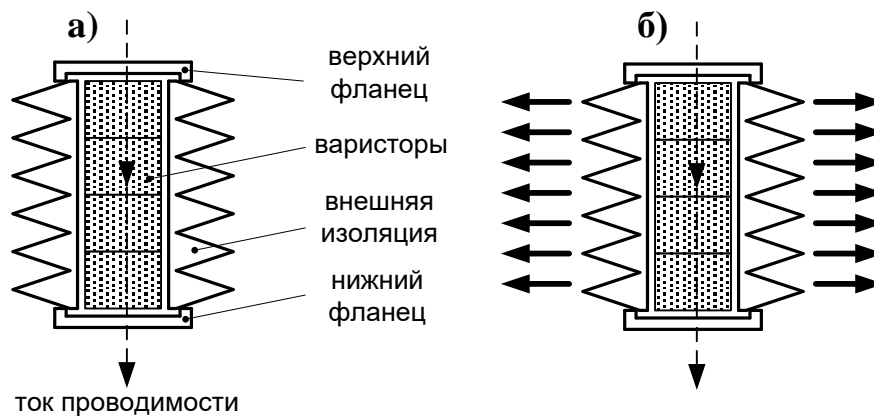 а)
б)
верхний
фланец
варисторы
внешняя
изоляция
нижний
фланец
ток проводимости